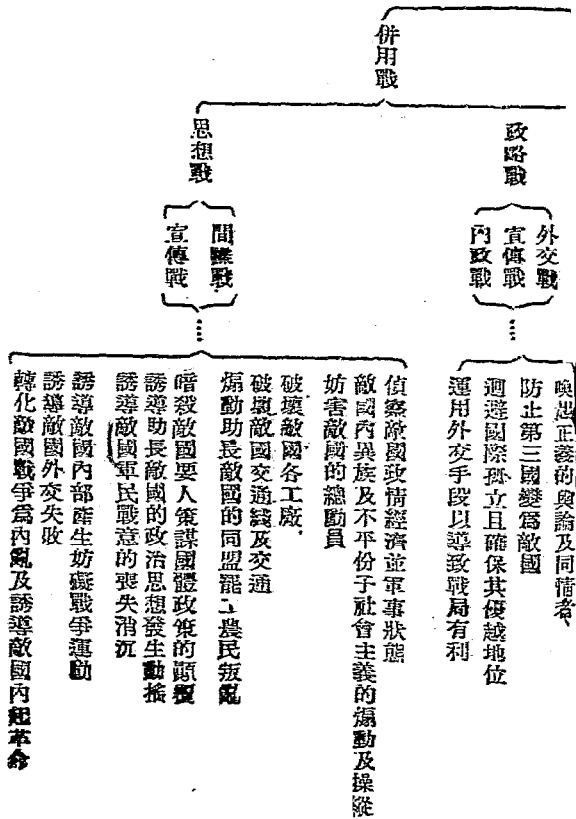 併用戰
政略戰
外交戰
宣傳戰
內政戰
喚起正義的輿論及同情者
防止第三國變爲敵國
迴避國際孤立且確保其優越地位
運用外交手段以導致戰局有利
思想戰
間諜戰
宣傳戰
偵察敵國政情經濟並軍事狀態
敵國內異族及不平份子社會主義的煽動及操縱
妨害敵國的總動員
破壞敵國各工廠、
破壞敵國交通綫及交通
煽動助長敵國的同盟罷工農民叛亂
暗殺敵國要人策謀國體政策的顚覆
誘導助長敵國的政治思想發生動搖
誘導敵國軍民戰意的喪失消沉
誘導敵國內部產生妨礙戰爭運動
誘導敵國外交失敗
轉化敵國戰爭爲內亂及誘導敵國內起革命